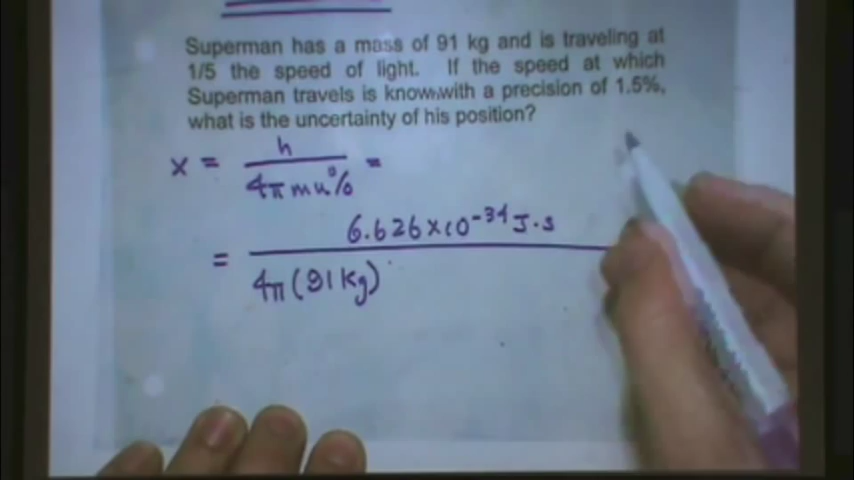 Superman has a mass of 91 kg and is traveling at
1/5 the speed of light. If the speed at which
Superman travels is known with a precision of 1.5%,
what is the uncertainty of his position?
x = h / 4π m u % =
= 6.626 x 10⁻³⁴ J·s / 4π (91 kg)